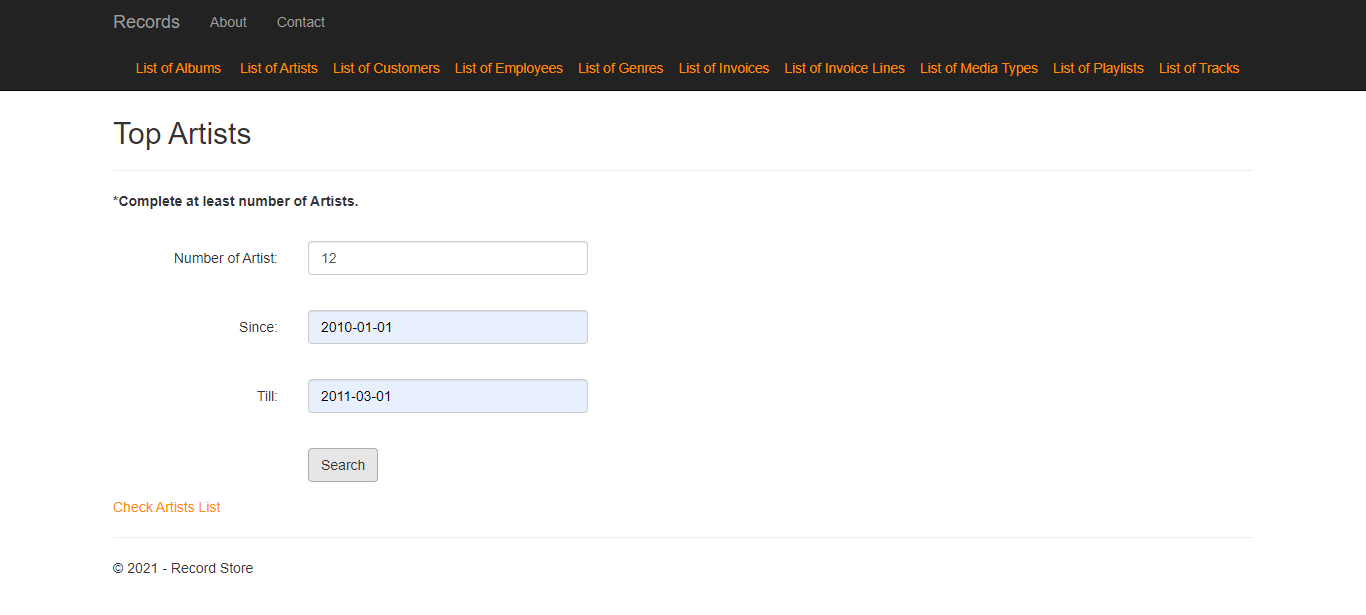 Records About Contact
List of Albums List of Artists List of Customers List of Employees List of Genres List of Invoices List of Invoice Lines List of Media Types List of Playlists List of Tracks
Top Artists
*Complete at least number of Artists.
Number of Artist: 12
Since: 2010-01-01
Till: 2011-03-01
Search
Check Artists List
© 2021 - Record Store